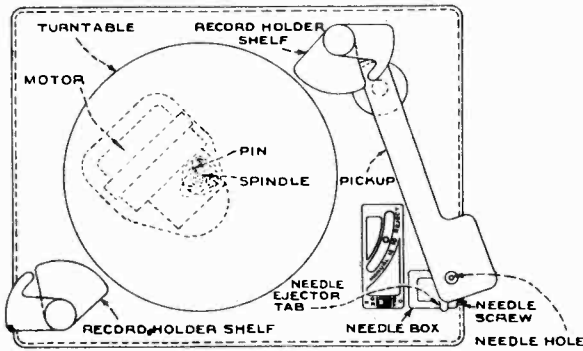 TURNTABLE
RECORD HOLDER
SHELF
MOTOR
PIN
SPINDLE
PICKUP
REJECT
NEEDLE
EJECTOR
TAB
NEEDLE BOX
NEEDLE
SCREW
NEEDLE HOLE
RECORD HOLDER SHELF